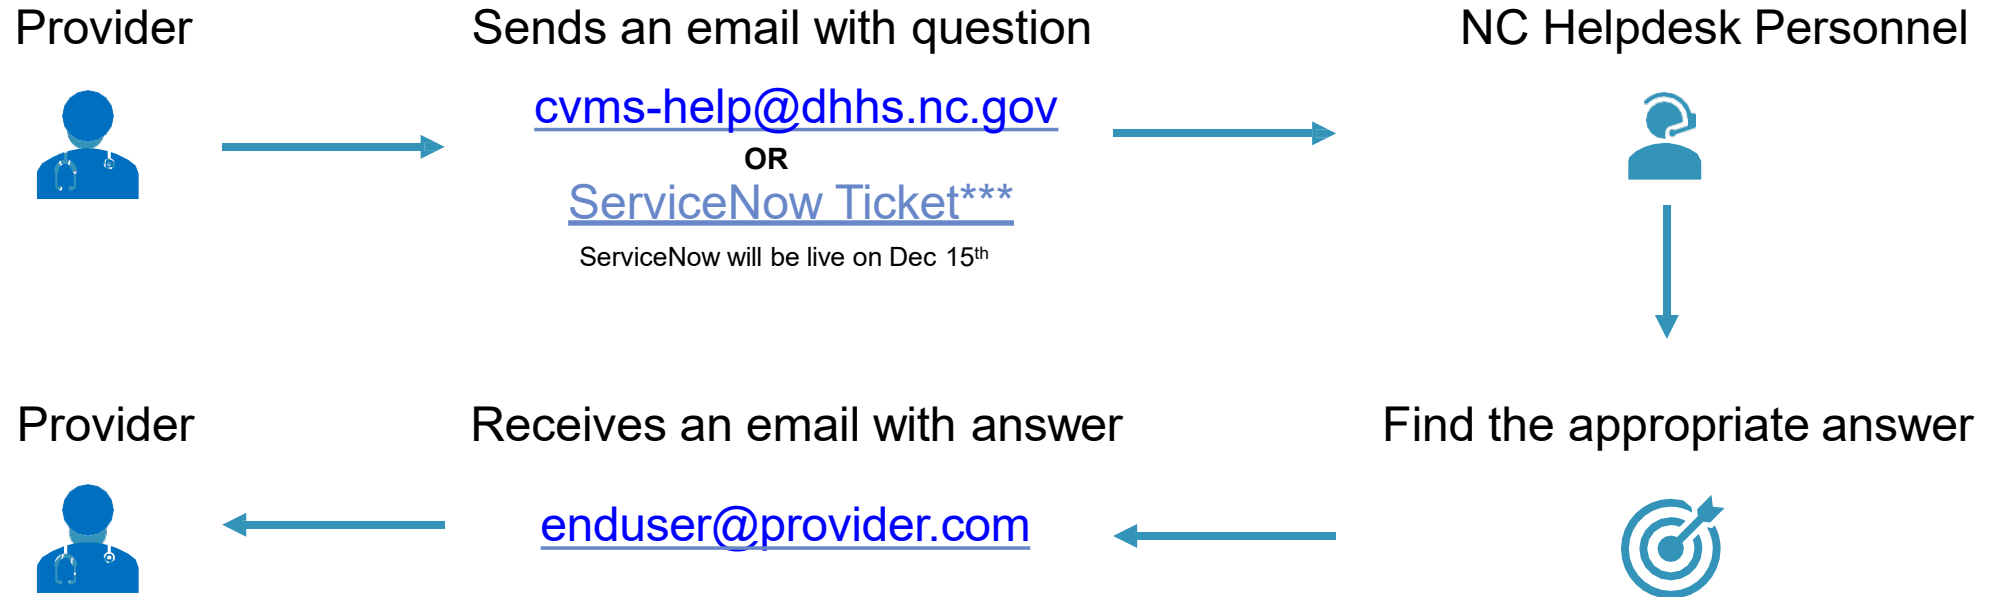 Provider
Sends an email with question
NC Helpdesk Personnel
cvms-help@dhhs.nc.gov
OR
ServiceNow Ticket***
ServiceNow will be live on Dec 15th
Provider
Receives an email with answer
Find the appropriate answer
enduser@provider.com